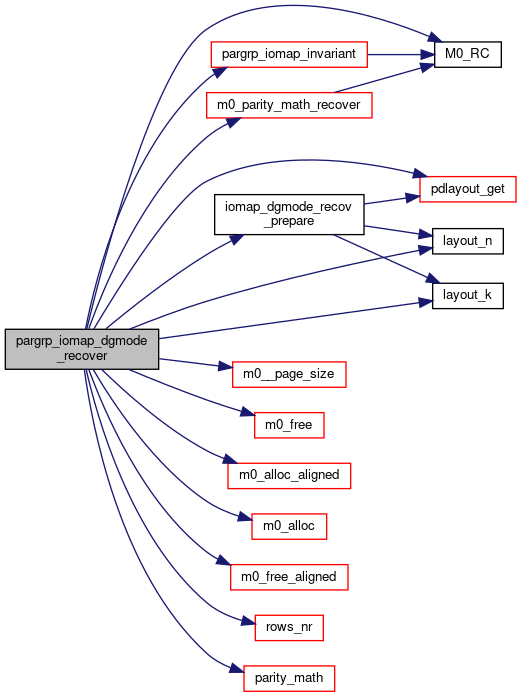 M0_RC
pargrp_iomap_invariant
m0_parity_math_recover
pdlayout_get
iomap_dgmode_recov
_prepare
layout_n
layout_k
pargrp_iomap_dgmode
_recover
m0__page_size
m0_free
m0_alloc_aligned
m0_alloc
m0_free_aligned
rows_nr
parity_math